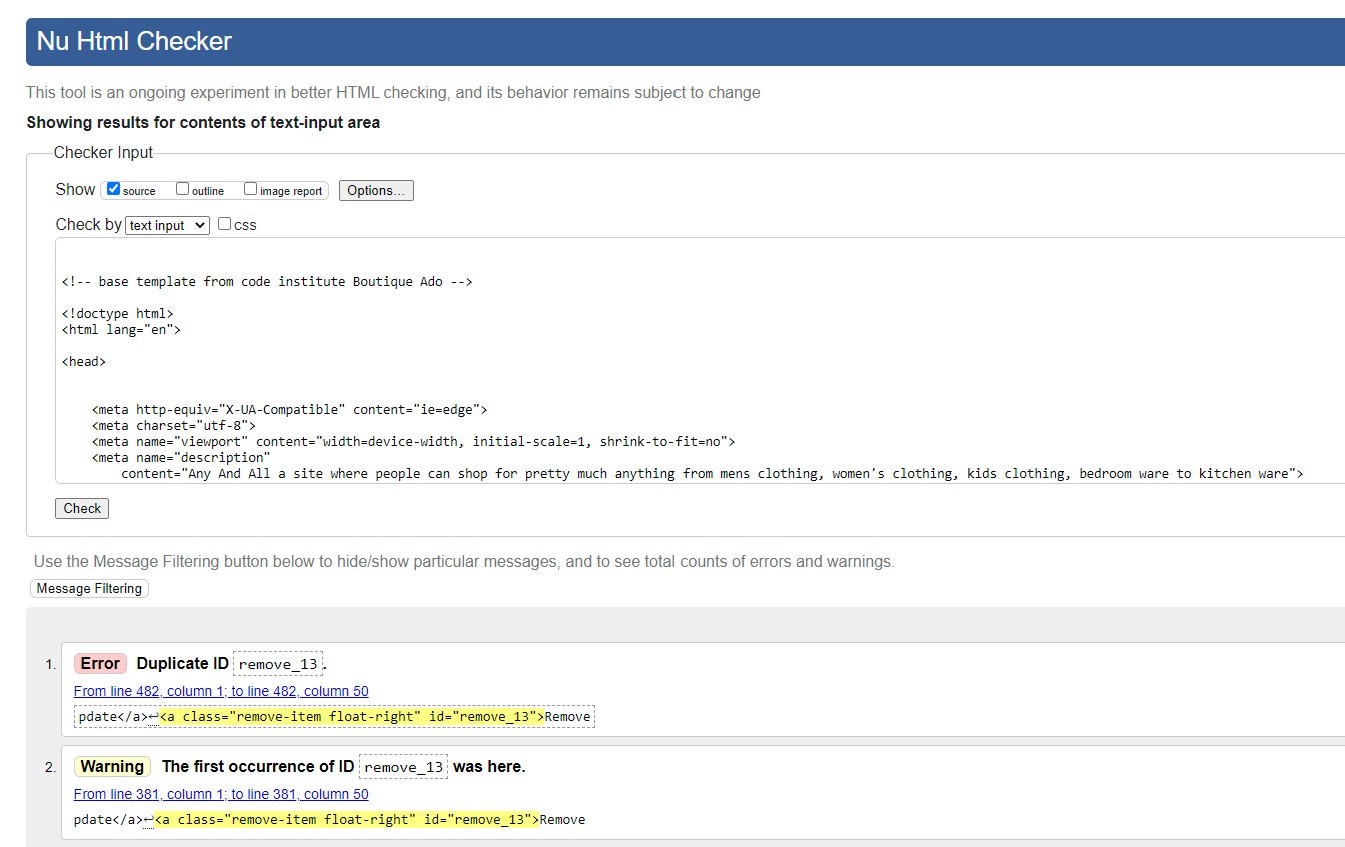 Nu Html Checker
This tool is an ongoing experiment in better HTML checking, and its behavior remains subject to change
Showing results for contents of text-input area
Checker Input
Show source outline image report Options...
Check by text input css
<!-- base template from code institute Boutique Ado -->
<!doctype html>
<html lang="en">
<head>
<meta http-equiv="X-UA-Compatible" content="ie=edge">
<meta charset="utf-8">
<meta name="viewport" content="width=device-width, initial-scale=1, shrink-to-fit=no">
<meta name="description"
content="Any And All a site where people can shop for pretty much anything from mens clothing, women's clothing, kids clothing, bedroom ware to kitchen ware">
Check
Use the Message Filtering button below to hide/show particular messages, and to see total counts of errors and warnings.
Message Filtering
1. Error Duplicate ID remove_13.
From line 482, column 1; to line 482, column 50
pdate</a>↩<a class="remove-item float-right" id="remove_13">Remove
2. Warning The first occurrence of ID remove_13 was here.
From line 381, column 1; to line 381, column 50
pdate</a>↩<a class="remove-item float-right" id="remove_13">Remove